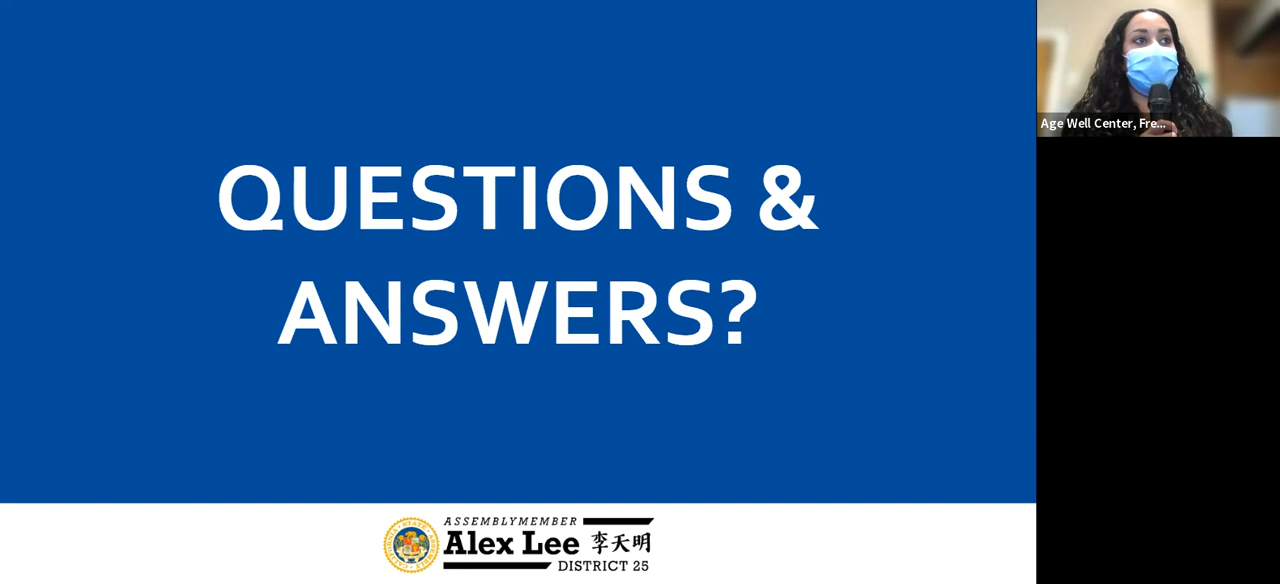 QUESTIONS &
ANSWERS?
Age Well Center, Fre...
ASSEMBLYMEMBER
Alex Lee 李天明
DISTRICT 25